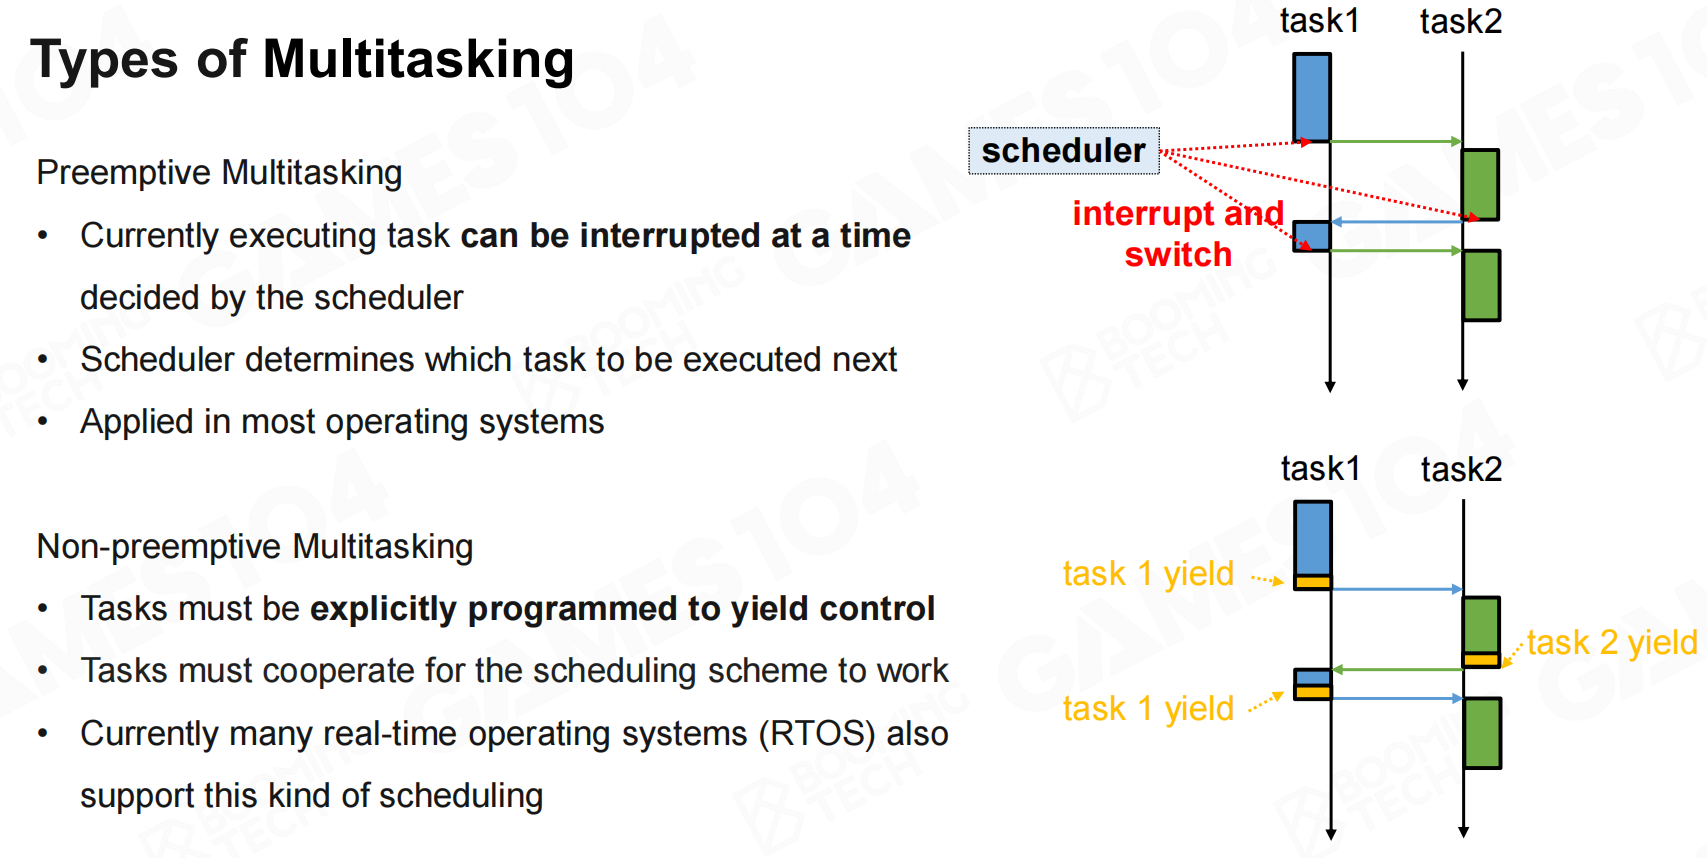 Types of Multitasking
Preemptive Multitasking
• Currently executing task can be interrupted at a time
decided by the scheduler
• Scheduler determines which task to be executed next
• Applied in most operating systems
Non-preemptive Multitasking
• Tasks must be explicitly programmed to yield control
• Tasks must cooperate for the scheduling scheme to work
• Currently many real-time operating systems (RTOS) also
support this kind of scheduling
task1 task2
scheduler
interrupt and
switch
task1 task2
task 1 yield
task 2 yield
task 1 yield
GAMES104
BOOMING
TECH